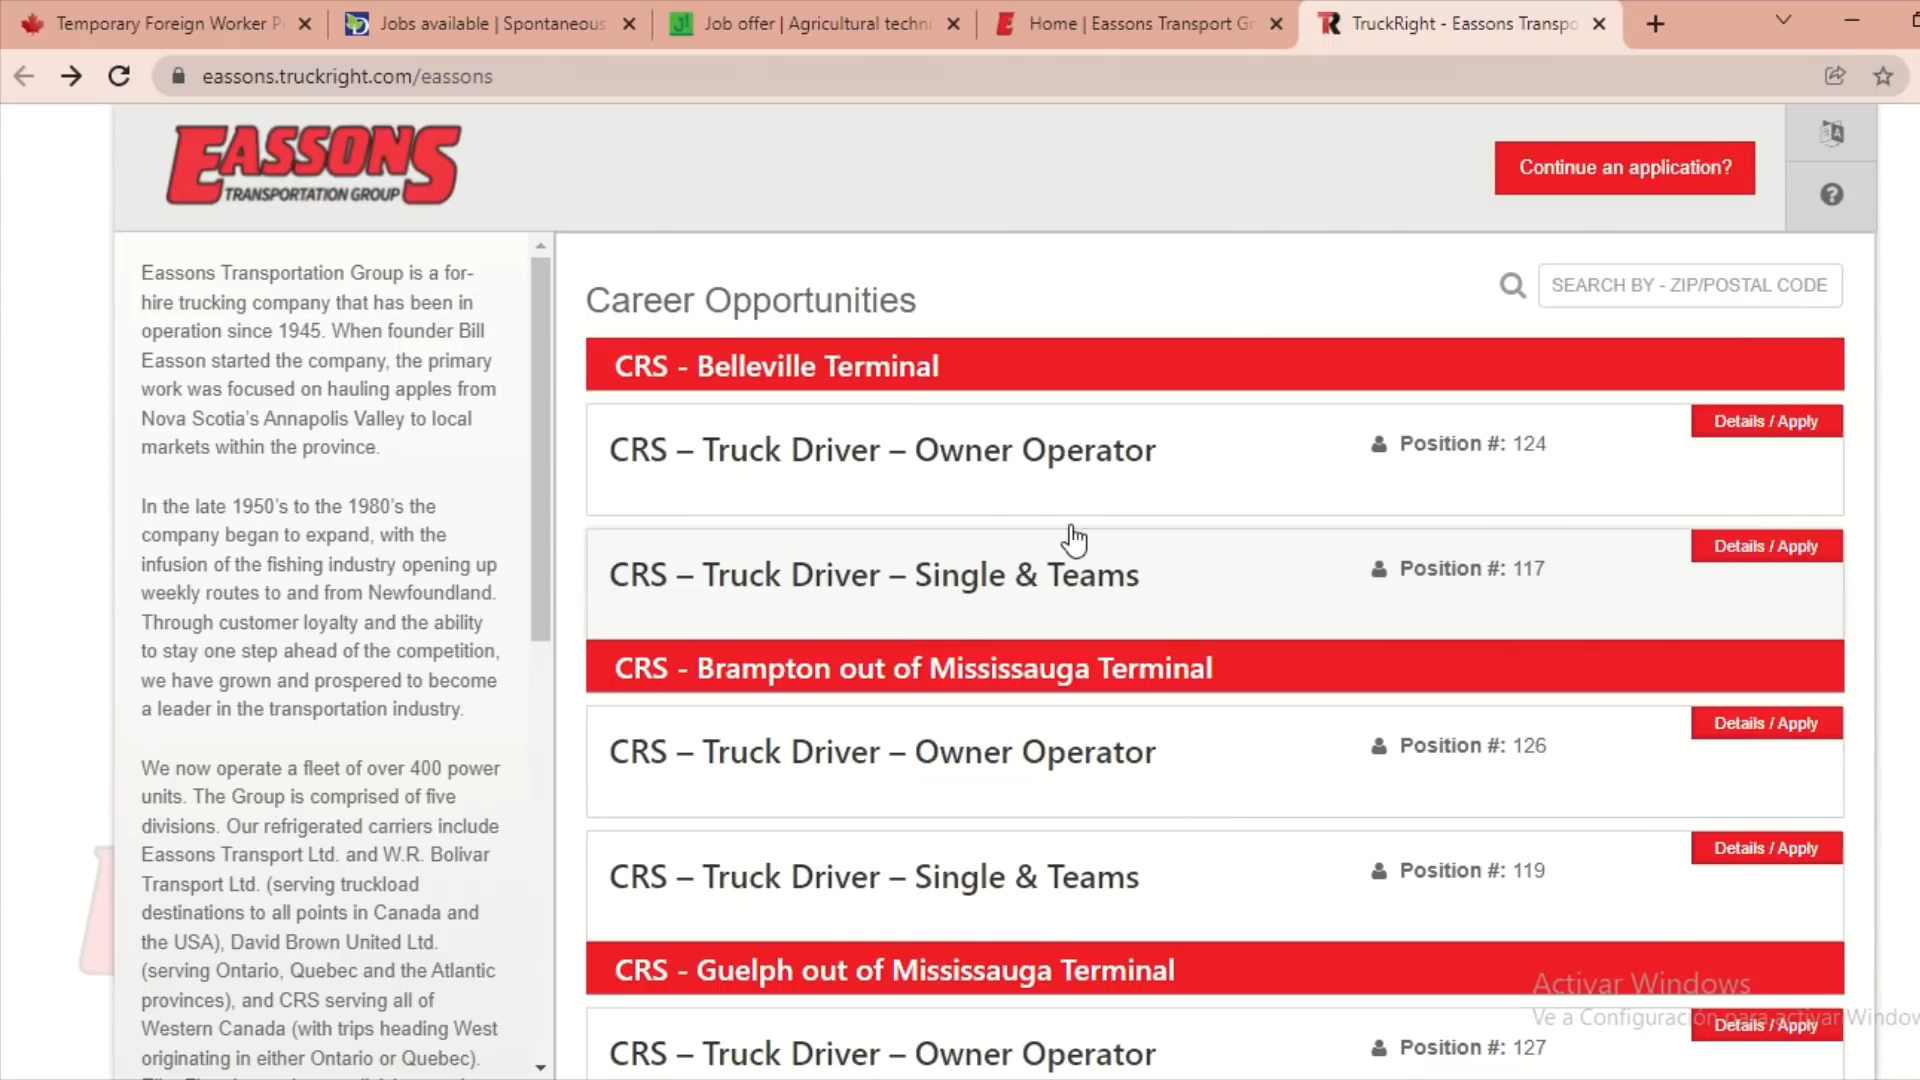 Temporary Foreign Worker P
Jobs available | Spontaneous
Job offer | Agricultural techni
Home | Eassons Transport Gr
TruckRight - Eassons Transpo
eassons.truckright.com/eassons
EASSONS
TRANSPORTATION GROUP
Continue an application?
Eassons Transportation Group is a for-
hire trucking company that has been in
operation since 1945. When founder Bill
Easson started the company, the primary
work was focused on hauling apples from
Nova Scotia’s Annapolis Valley to local
markets within the province.
In the late 1950’s to the 1980’s the
company began to expand, with the
infusion of the fishing industry opening up
weekly routes to and from Newfoundland.
Through customer loyalty and the ability
to stay one step ahead of the competition,
we have grown and prospered to become
a leader in the transportation industry.
We now operate a fleet of over 400 power
units. The Group is comprised of five
divisions. Our refrigerated carriers include
Eassons Transport Ltd. and W.R. Bolivar
Transport Ltd. (serving truckload
destinations to all points in Canada and
the USA), David Brown United Ltd.
(serving Ontario, Quebec and the Atlantic
provinces), and CRS serving all of
Western Canada (with trips heading West
originating in either Ontario or Quebec).
Career Opportunities
SEARCH BY - ZIP/POSTAL CODE
CRS - Belleville Terminal
CRS – Truck Driver – Owner Operator
Position #: 124
Details / Apply
CRS – Truck Driver – Single & Teams
Position #: 117
Details / Apply
CRS - Brampton out of Mississauga Terminal
CRS – Truck Driver – Owner Operator
Position #: 126
Details / Apply
CRS – Truck Driver – Single & Teams
Position #: 119
Details / Apply
CRS - Guelph out of Mississauga Terminal
CRS – Truck Driver – Owner Operator
Position #: 127
Details / Apply
Activar Windows
Ve a Configuración para activar Window